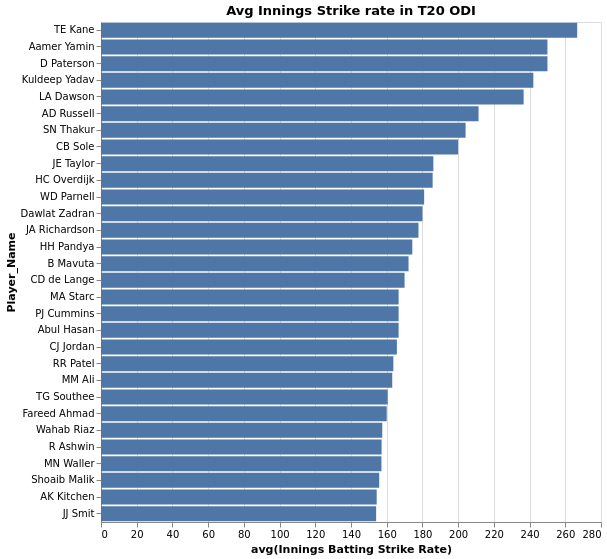 Avg Innings Strike rate in T20 ODI
TE Kane
Aamer Yamin
D Paterson
Kuldeep Yadav
LA Dawson
AD Russell
SN Thakur
CB Sole
JE Taylor
HC Overdijk
WD Parnell
Dawlat Zadran
JA Richardson
HH Pandya
B Mavuta
CD de Lange
MA Starc
PJ Cummins
Abul Hasan
CJ Jordan
RR Patel
MM Ali
TG Southee
Fareed Ahmad
Wahab Riaz
R Ashwin
MN Waller
Shoaib Malik
AK Kitchen
JJ Smit
Player_Name
0 20 40 60 80 100 120 140 160 180 200 220 240 260 280
avg(Innings Batting Strike Rate)